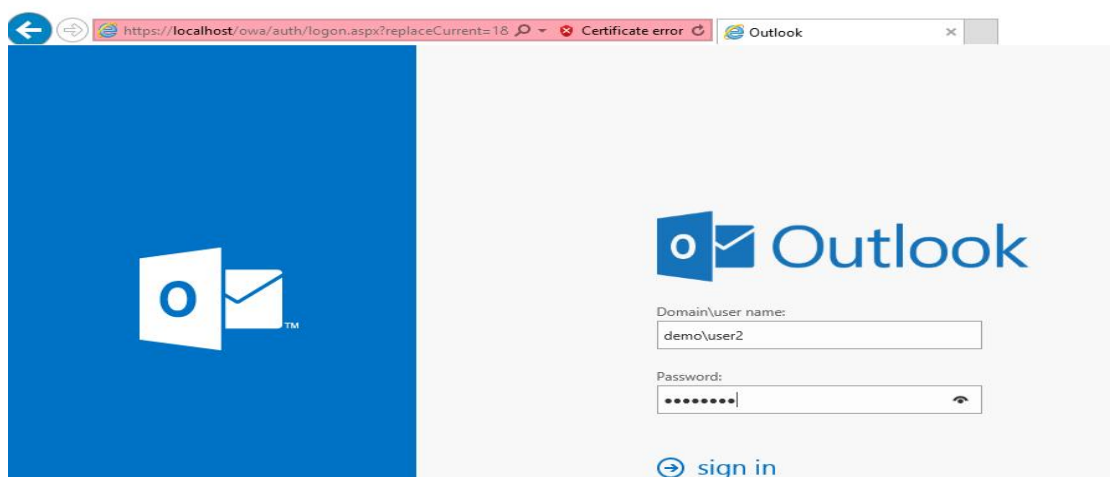 https://localhost/owa/auth/logon.aspx?replaceCurrent=18 Certificate error Outlook
O TM
O Outlook
Domain\user name:
demo\user2
Password:
••••••••
sign in